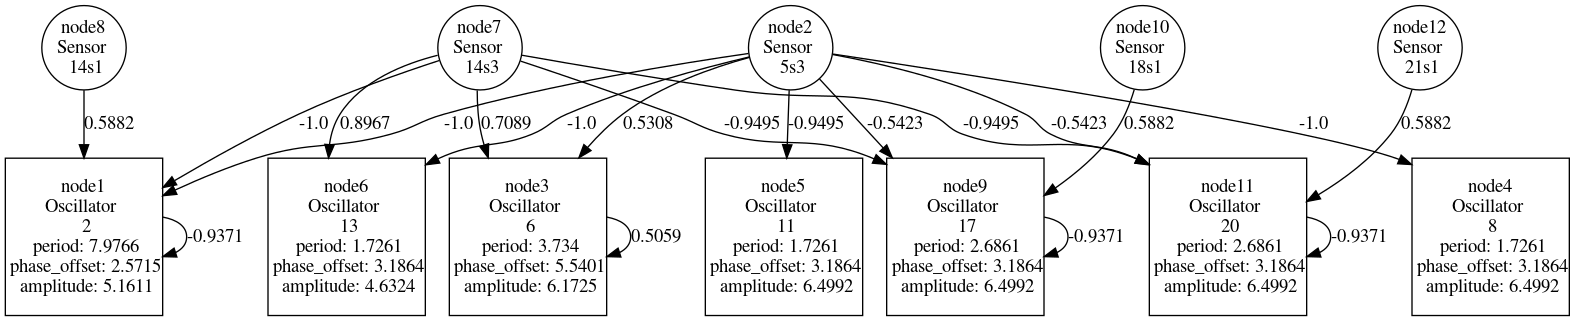 node8
Sensor
14s1
node7
Sensor
14s3
node2
Sensor
5s3
node10
Sensor
18s1
node12
Sensor
21s1
0.5882
-1.0
0.8967
-1.0
0.7089
-1.0
0.5308
-0.9495
-0.9495
-0.5423
-0.9495
-0.5423
0.5882
-1.0
0.5882
node1
Oscillator
2
period: 7.9766
phase_offset: 2.5715
amplitude: 5.1611
-0.9371
node6
Oscillator
13
period: 1.7261
phase_offset: 3.1864
amplitude: 4.6324
node3
Oscillator
6
period: 3.734
phase_offset: 5.5401
amplitude: 6.1725
0.5059
node5
Oscillator
11
period: 1.7261
phase_offset: 3.1864
amplitude: 6.4992
node9
Oscillator
17
period: 2.6861
phase_offset: 3.1864
amplitude: 6.4992
-0.9371
node11
Oscillator
20
period: 2.6861
phase_offset: 3.1864
amplitude: 6.4992
-0.9371
node4
Oscillator
8
period: 1.7261
phase_offset: 3.1864
amplitude: 6.4992